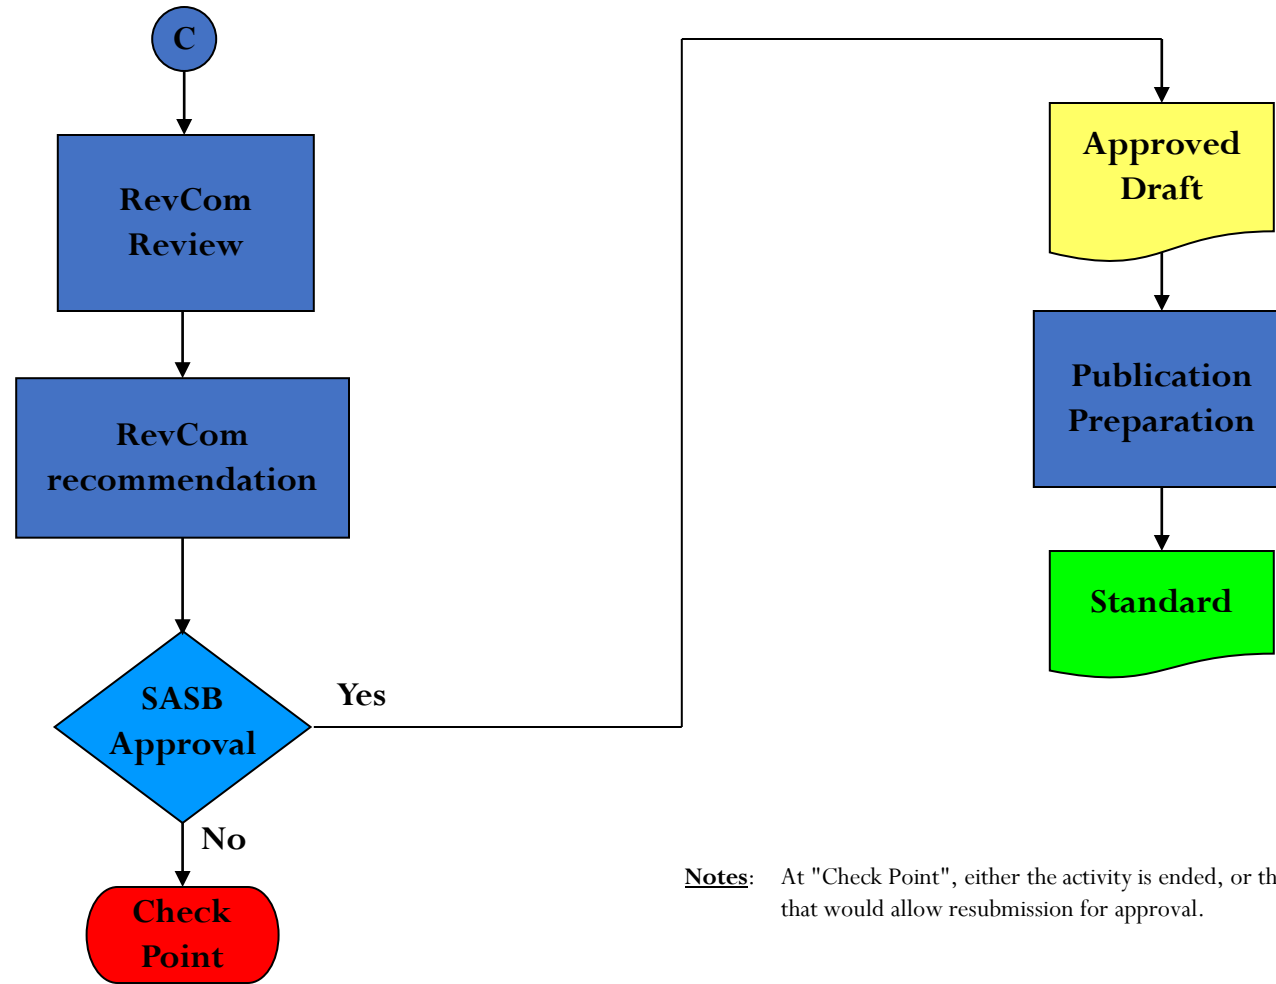 C
RevCom
Review
RevCom
recommendation
SASB
Approval
Yes
No
Check
Point
Approved
Draft
Publication
Preparation
Standard
Notes: At "Check Point", either the activity is ended, or
that would allow resubmission for approval.